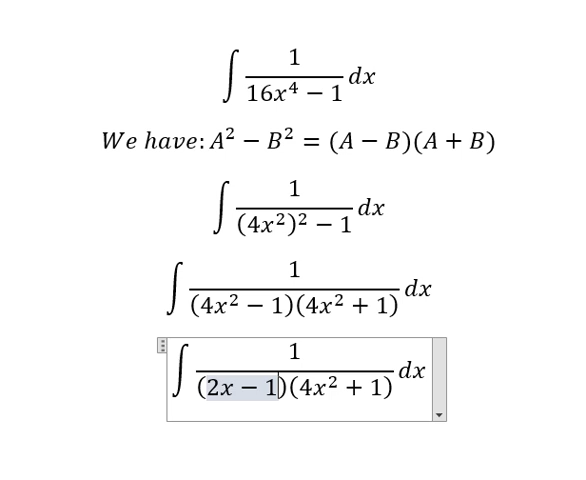 ∫ 1/(16x⁴ − 1) dx
We have: A² − B² = (A − B)(A + B)
∫ 1/((4x²)² − 1) dx
∫ 1/((4x² − 1)(4x² + 1)) dx
∫ 1/((2x − 1)(4x² + 1)) dx